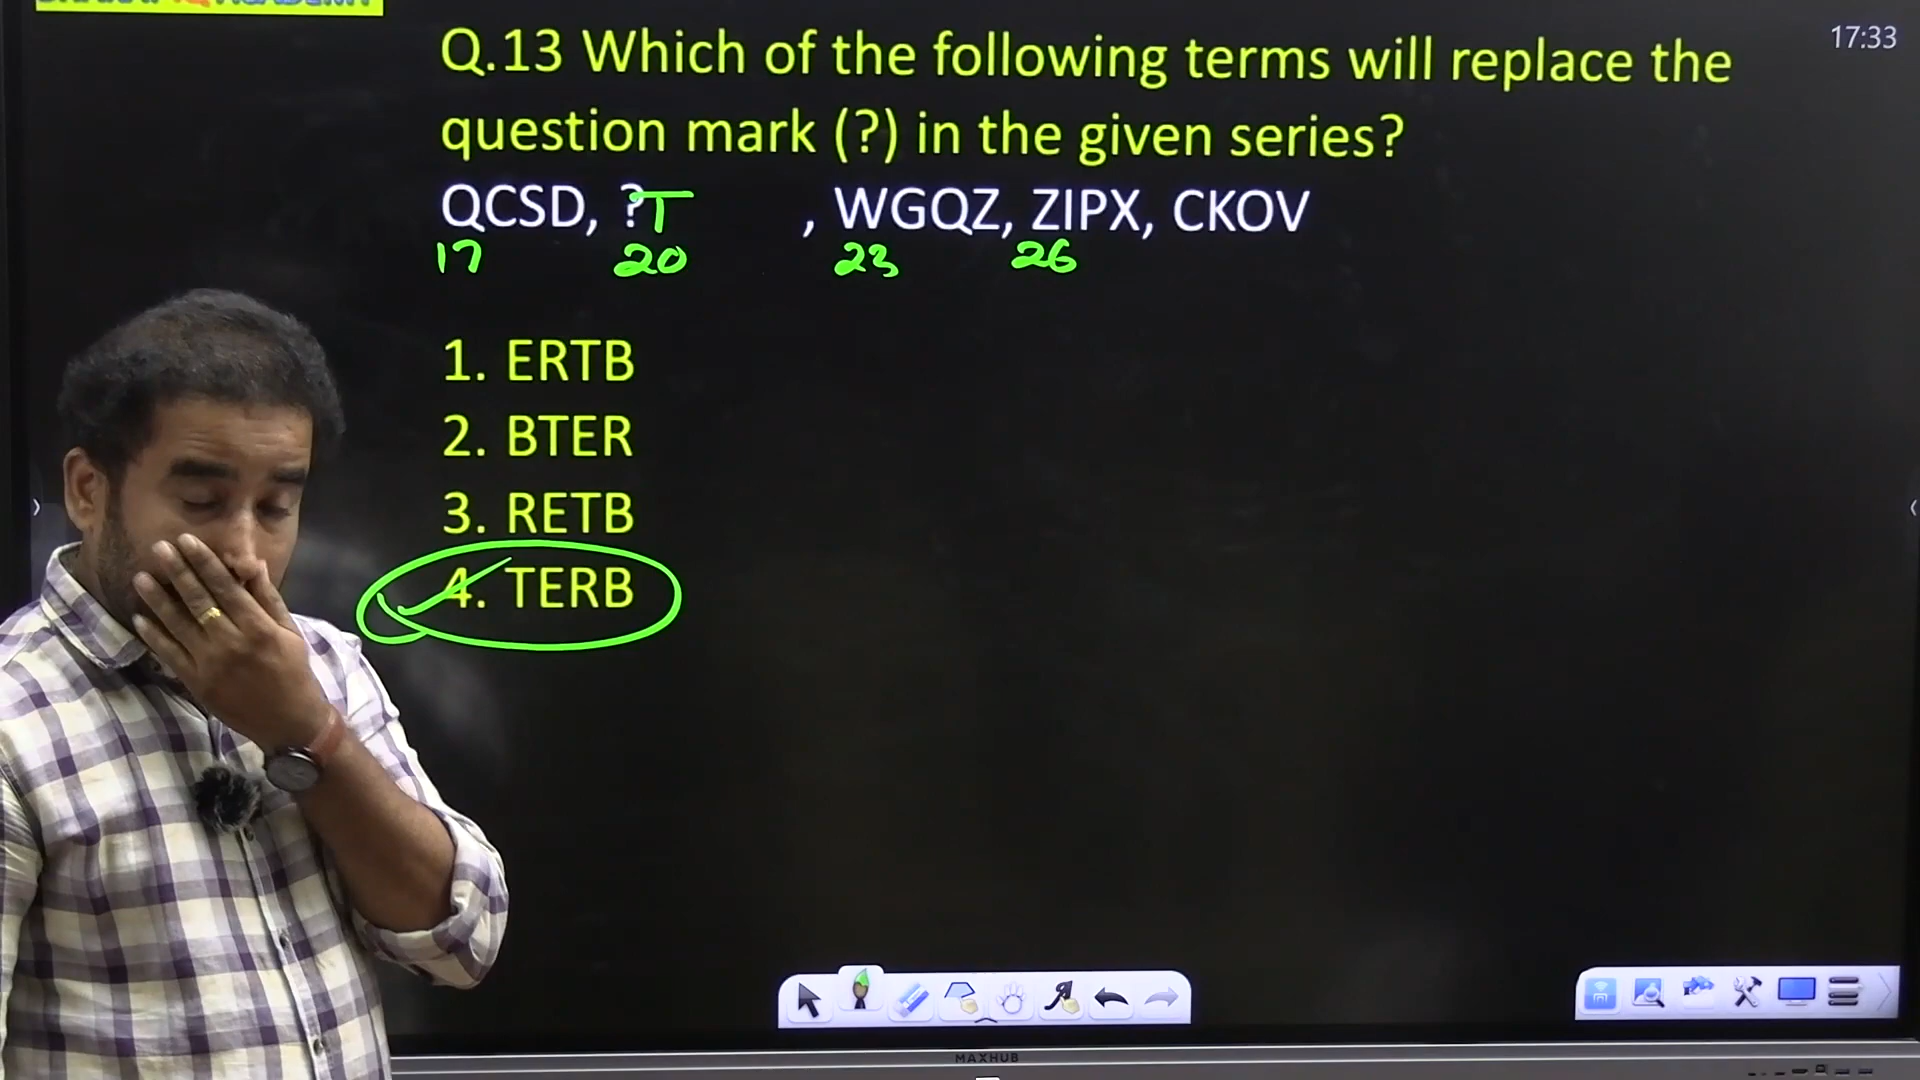 17:33
Q.13 Which of the following terms will replace the
question mark (?) in the given series?
QCSD, ?T , WGQZ, ZIPX, CKOV
17 20 23 26
1. ERTB
2. BTER
3. RETB
4. TERB
MAXHUB